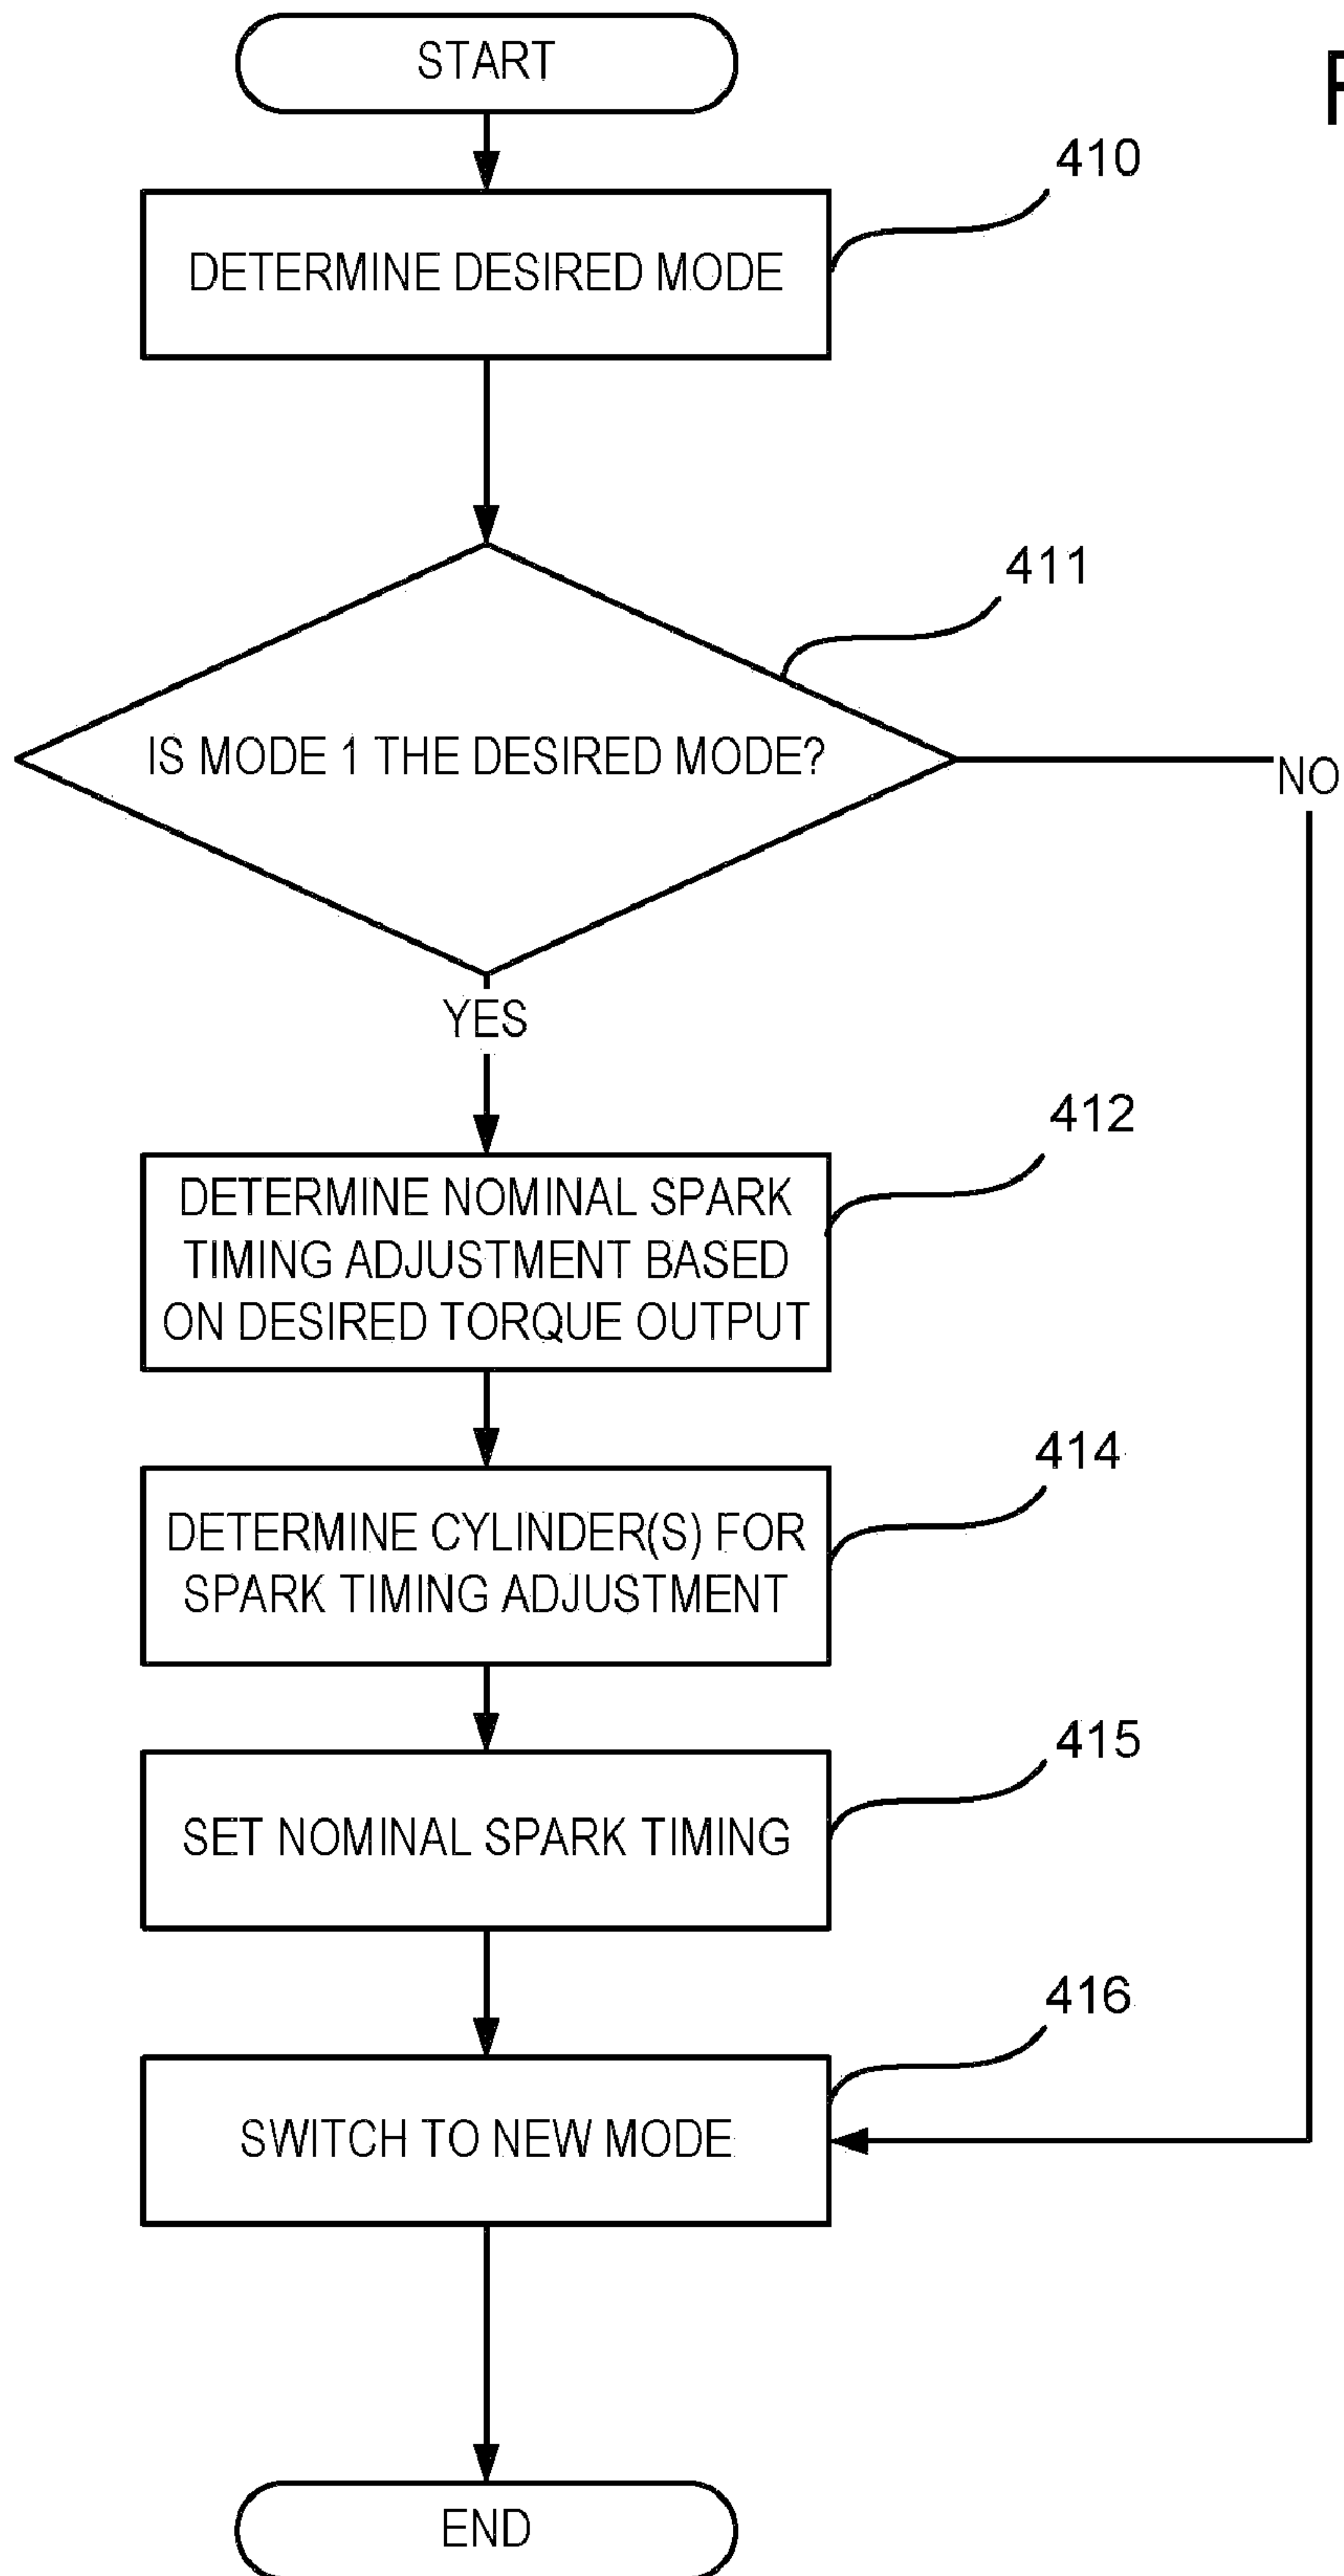 START
F
410
DETERMINE DESIRED MODE
411
IS MODE 1 THE DESIRED MODE?
NO
YES
412
DETERMINE NOMINAL SPARK
TIMING ADJUSTMENT BASED
ON DESIRED TORQUE OUTPUT
414
DETERMINE CYLINDER(S) FOR
SPARK TIMING ADJUSTMENT
415
SET NOMINAL SPARK TIMING
416
SWITCH TO NEW MODE
END